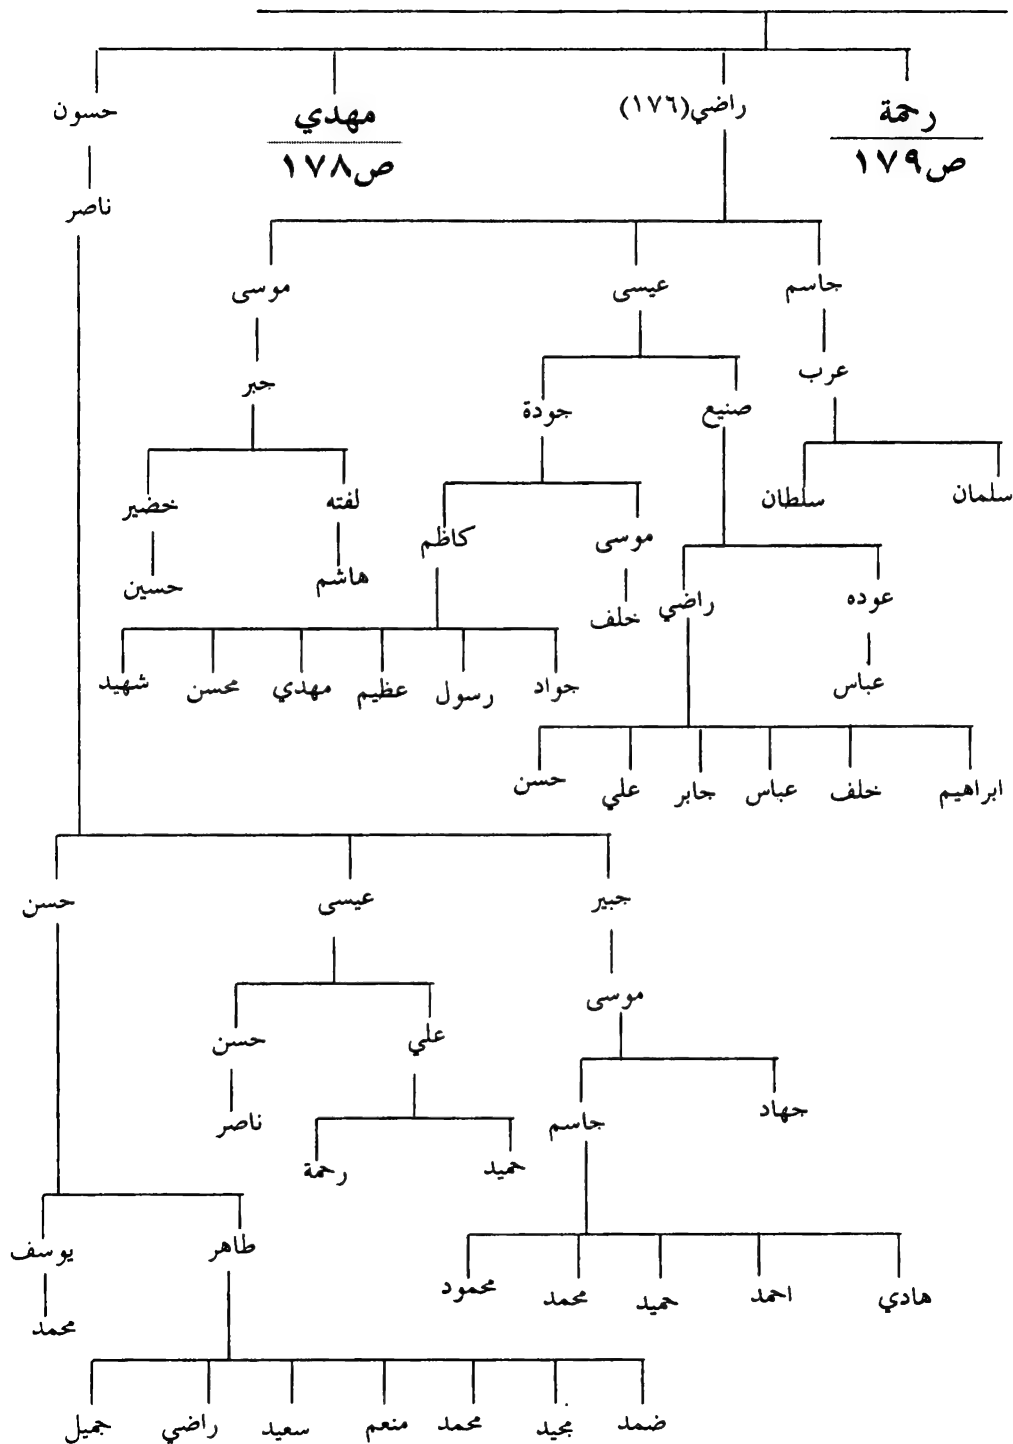 رحمة راضي(١٧٦) مهدي حسون
ص١٧٩ ص١٧٨
ناصر
جاسم عيسى موسى
عرب جبر
صنيع جودة
سلمان سلطان لفته خضير
موسى كاظم
هاشم حسين
عوده راضي خلف
عباس جواد رسول عظيم مهدي محسن شهيد
ابراهيم خلف عباس جابر علي حسن
جبير عيسى حسن
موسى
علي حسن
جهاد جاسم ناصر
حميد رحمة
طاهر يوسف
هادي احمد حميد محمد محمود
محمد
ضمد مجيد محمد منعم سعيد راضي جميل